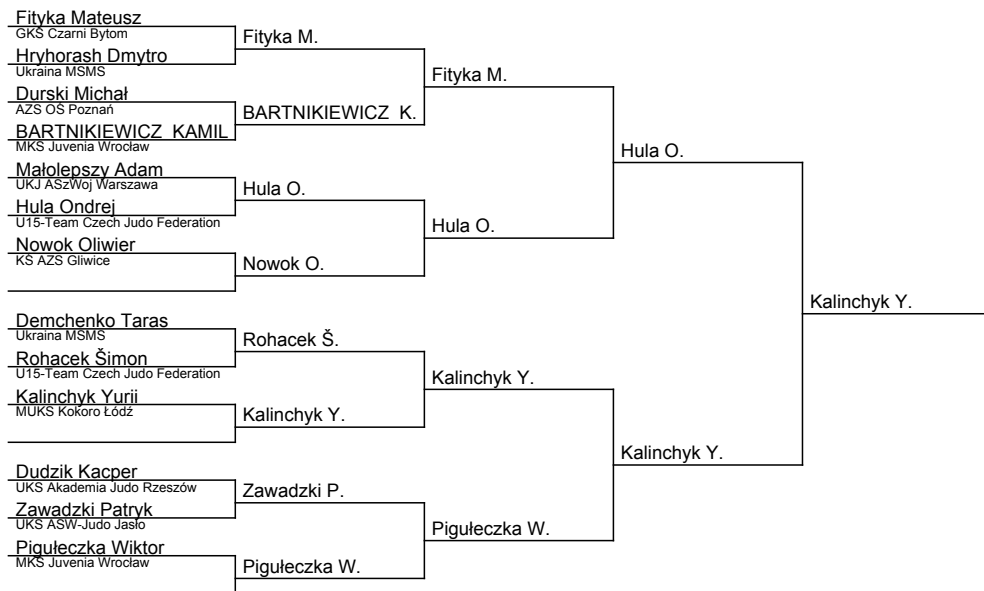 Fityka Mateusz
GKS Czarni Bytom
Hryhorash Dmytro
Ukraina MSMS
Durski Michał
AZS OŚ Poznań
BARTNIKIEWICZ KAMIL
MKS Juvenia Wrocław
Małolepszy Adam
UKJ ASzWoj Warszawa
Hula Ondrej
U15-Team Czech Judo Federation
Nowok Oliwier
KS AZS Gliwice
Demchenko Taras
Ukraina MSMS
Rohacek Šimon
U15-Team Czech Judo Federation
Kalinchyk Yurii
MUKS Kokoro Łódź
Dudzik Kacper
UKS Akademia Judo Rzeszów
Zawadzki Patryk
UKS ASW-Judo Jasło
Pigułeczka Wiktor
MKS Juvenia Wrocław
Fityka M.
BARTNIKIEWICZ K.
Hula O.
Nowok O.
Rohacek Š.
Kalinchyk Y.
Zawadzki P.
Pigułeczka W.
Fityka M.
Hula O.
Kalinchyk Y.
Pigułeczka W.
Hula O.
Kalinchyk Y.
Kalinchyk Y.